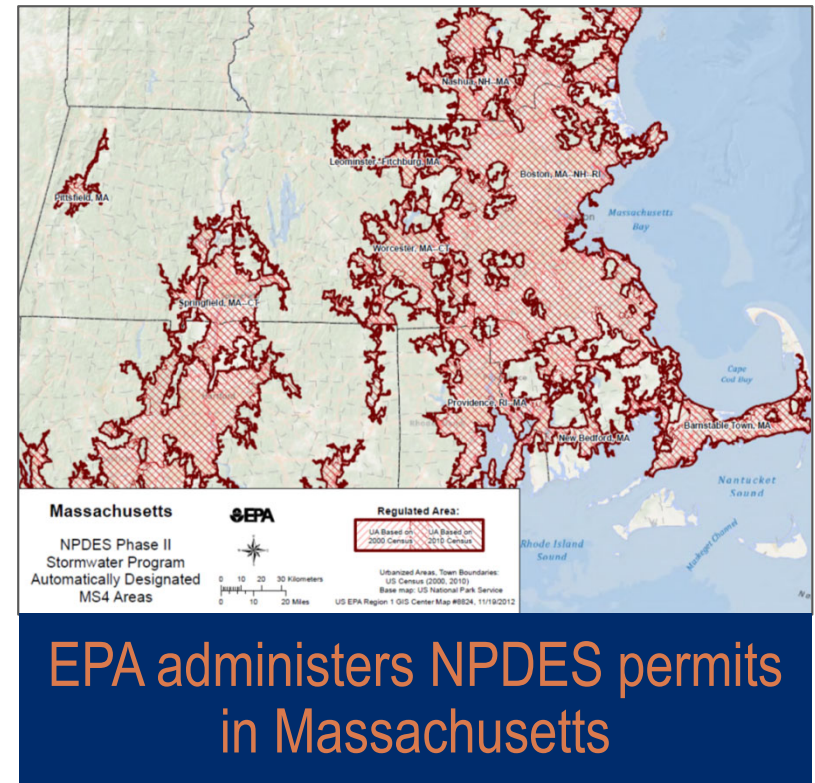 Nashua, NH--MA
Leominster--Fitchburg, MA
Boston, MA--NH--RI
Pittsfield, MA
Massachusetts
Bay
Worcester, MA--CT
Springfield, MA--CT
Cape
Cod Bay
Providence, RI--MA
Barnstable Town, MA
New Bedford, MA
Nantucket
Sound
Rhode Island
Sound
Muskeget Channel
Massachusetts
NPDES Phase II
Stormwater Program
Automatically Designated
MS4 Areas
EPA
0 10 20 30 Kilometers
0 10 20 Miles
Regulated Area:
UA Based on
2000 Census
UA Based on
2010 Census
Urbanized Areas, Town Boundaries:
US Census (2000, 2010)
Base map: US National Park Service
US EPA Region 1 GIS Center Map #8824, 11/19/2012
EPA administers NPDES permits
in Massachusetts